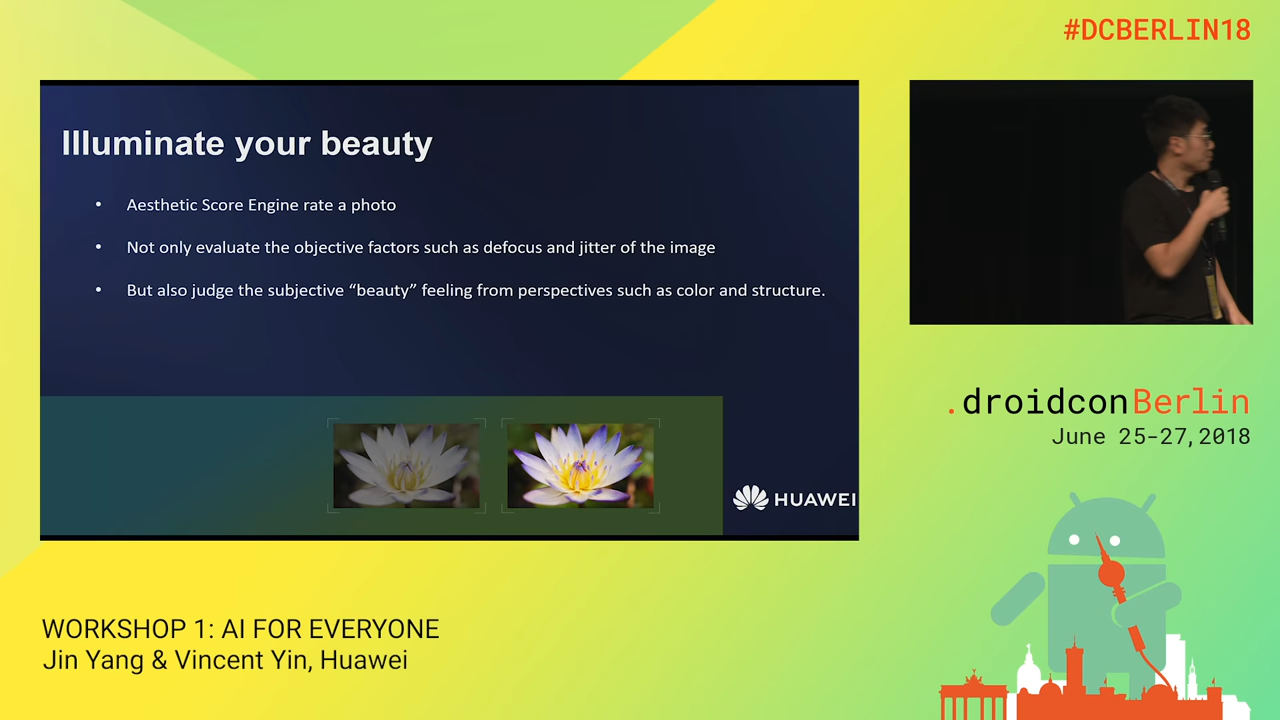 #DCBERLIN18
Illuminate your beauty
• Aesthetic Score Engine rate a photo
• Not only evaluate the objective factors such as defocus and jitter of the image
• But also judge the subjective “beauty” feeling from perspectives such as color and structure.
HUAWEI
.droidconBerlin
June 25-27, 2018
WORKSHOP 1: AI FOR EVERYONE
Jin Yang & Vincent Yin, Huawei